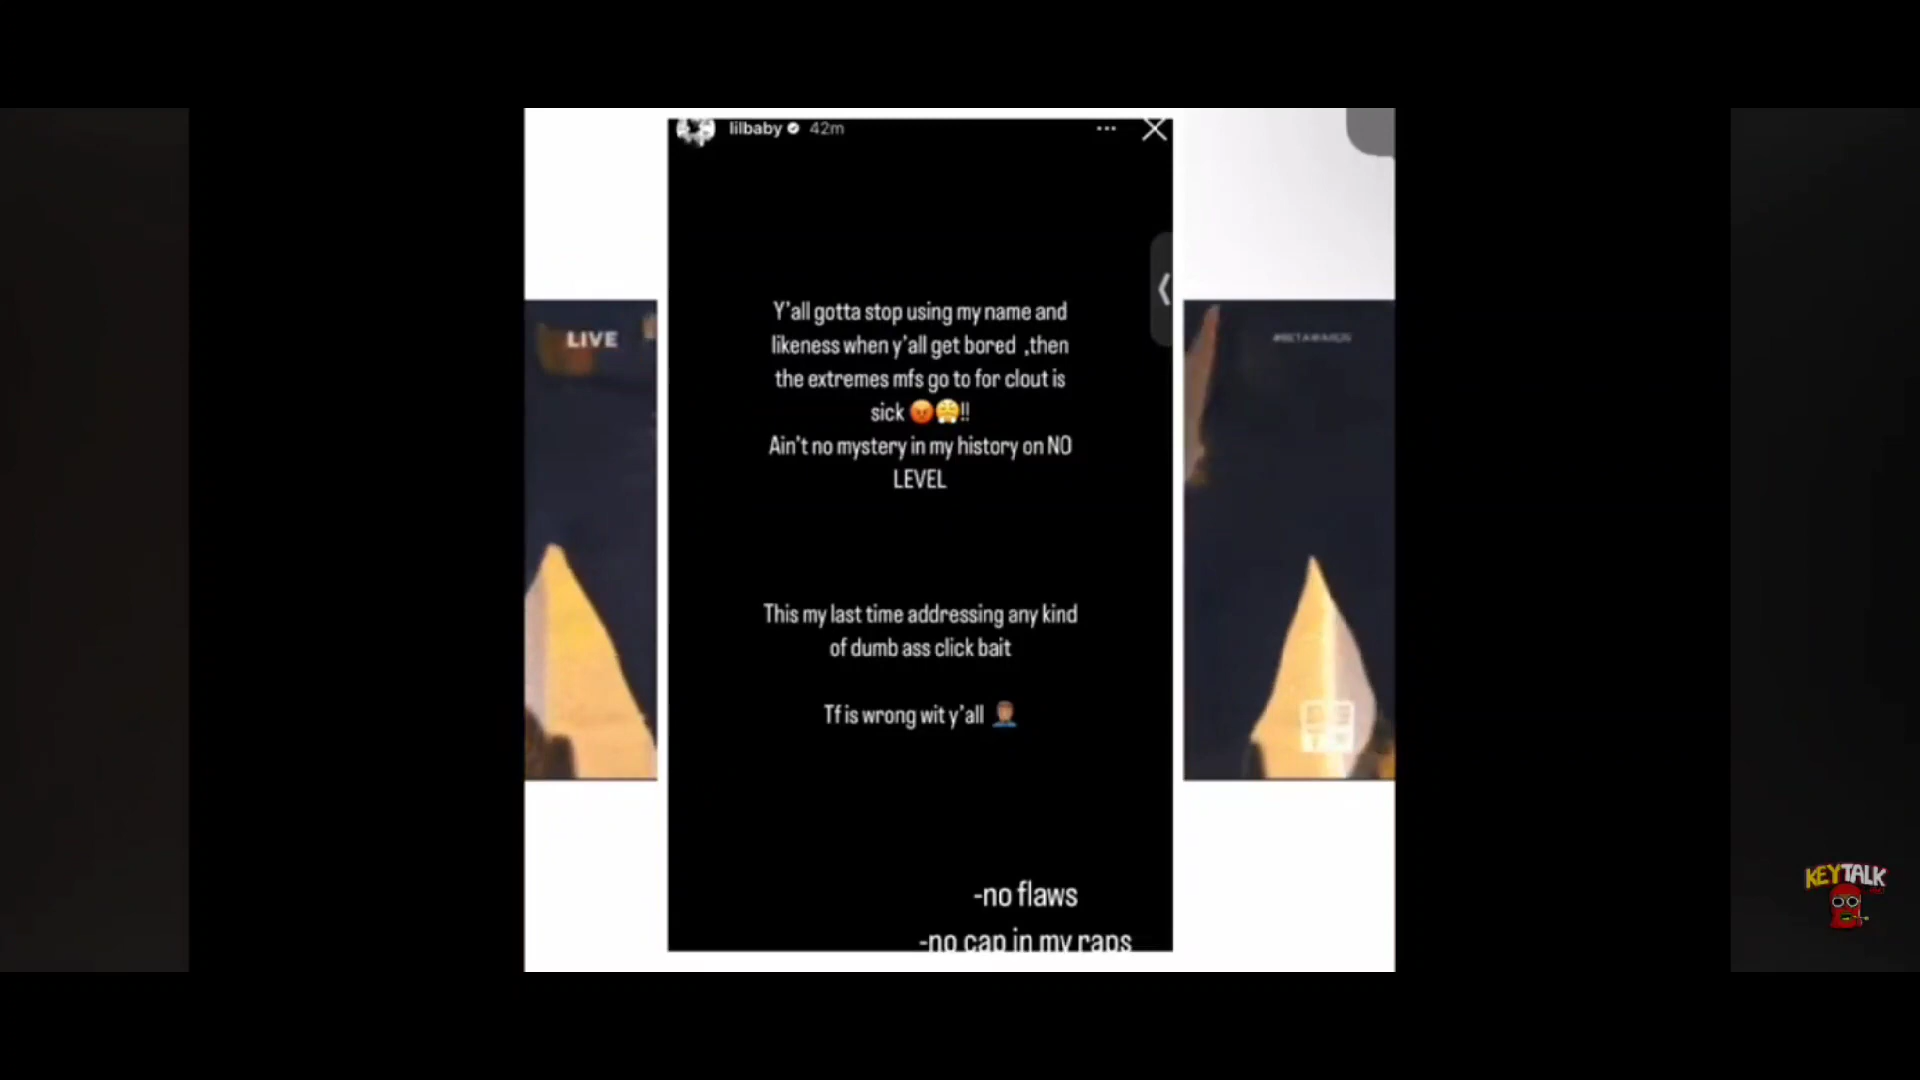 lilbaby 42m
LIVE
#BETAWARDS
Y'all gotta stop using my name and
likeness when y'all get bored ,then
the extremes mfs go to for clout is
sick 😡😤!!
Ain't no mystery in my history on NO
LEVEL
This my last time addressing any kind
of dumb ass click bait
Tf is wrong wit y'all 🤦🏽‍♂️
-no flaws
-no cap in my raps
KEYTALK